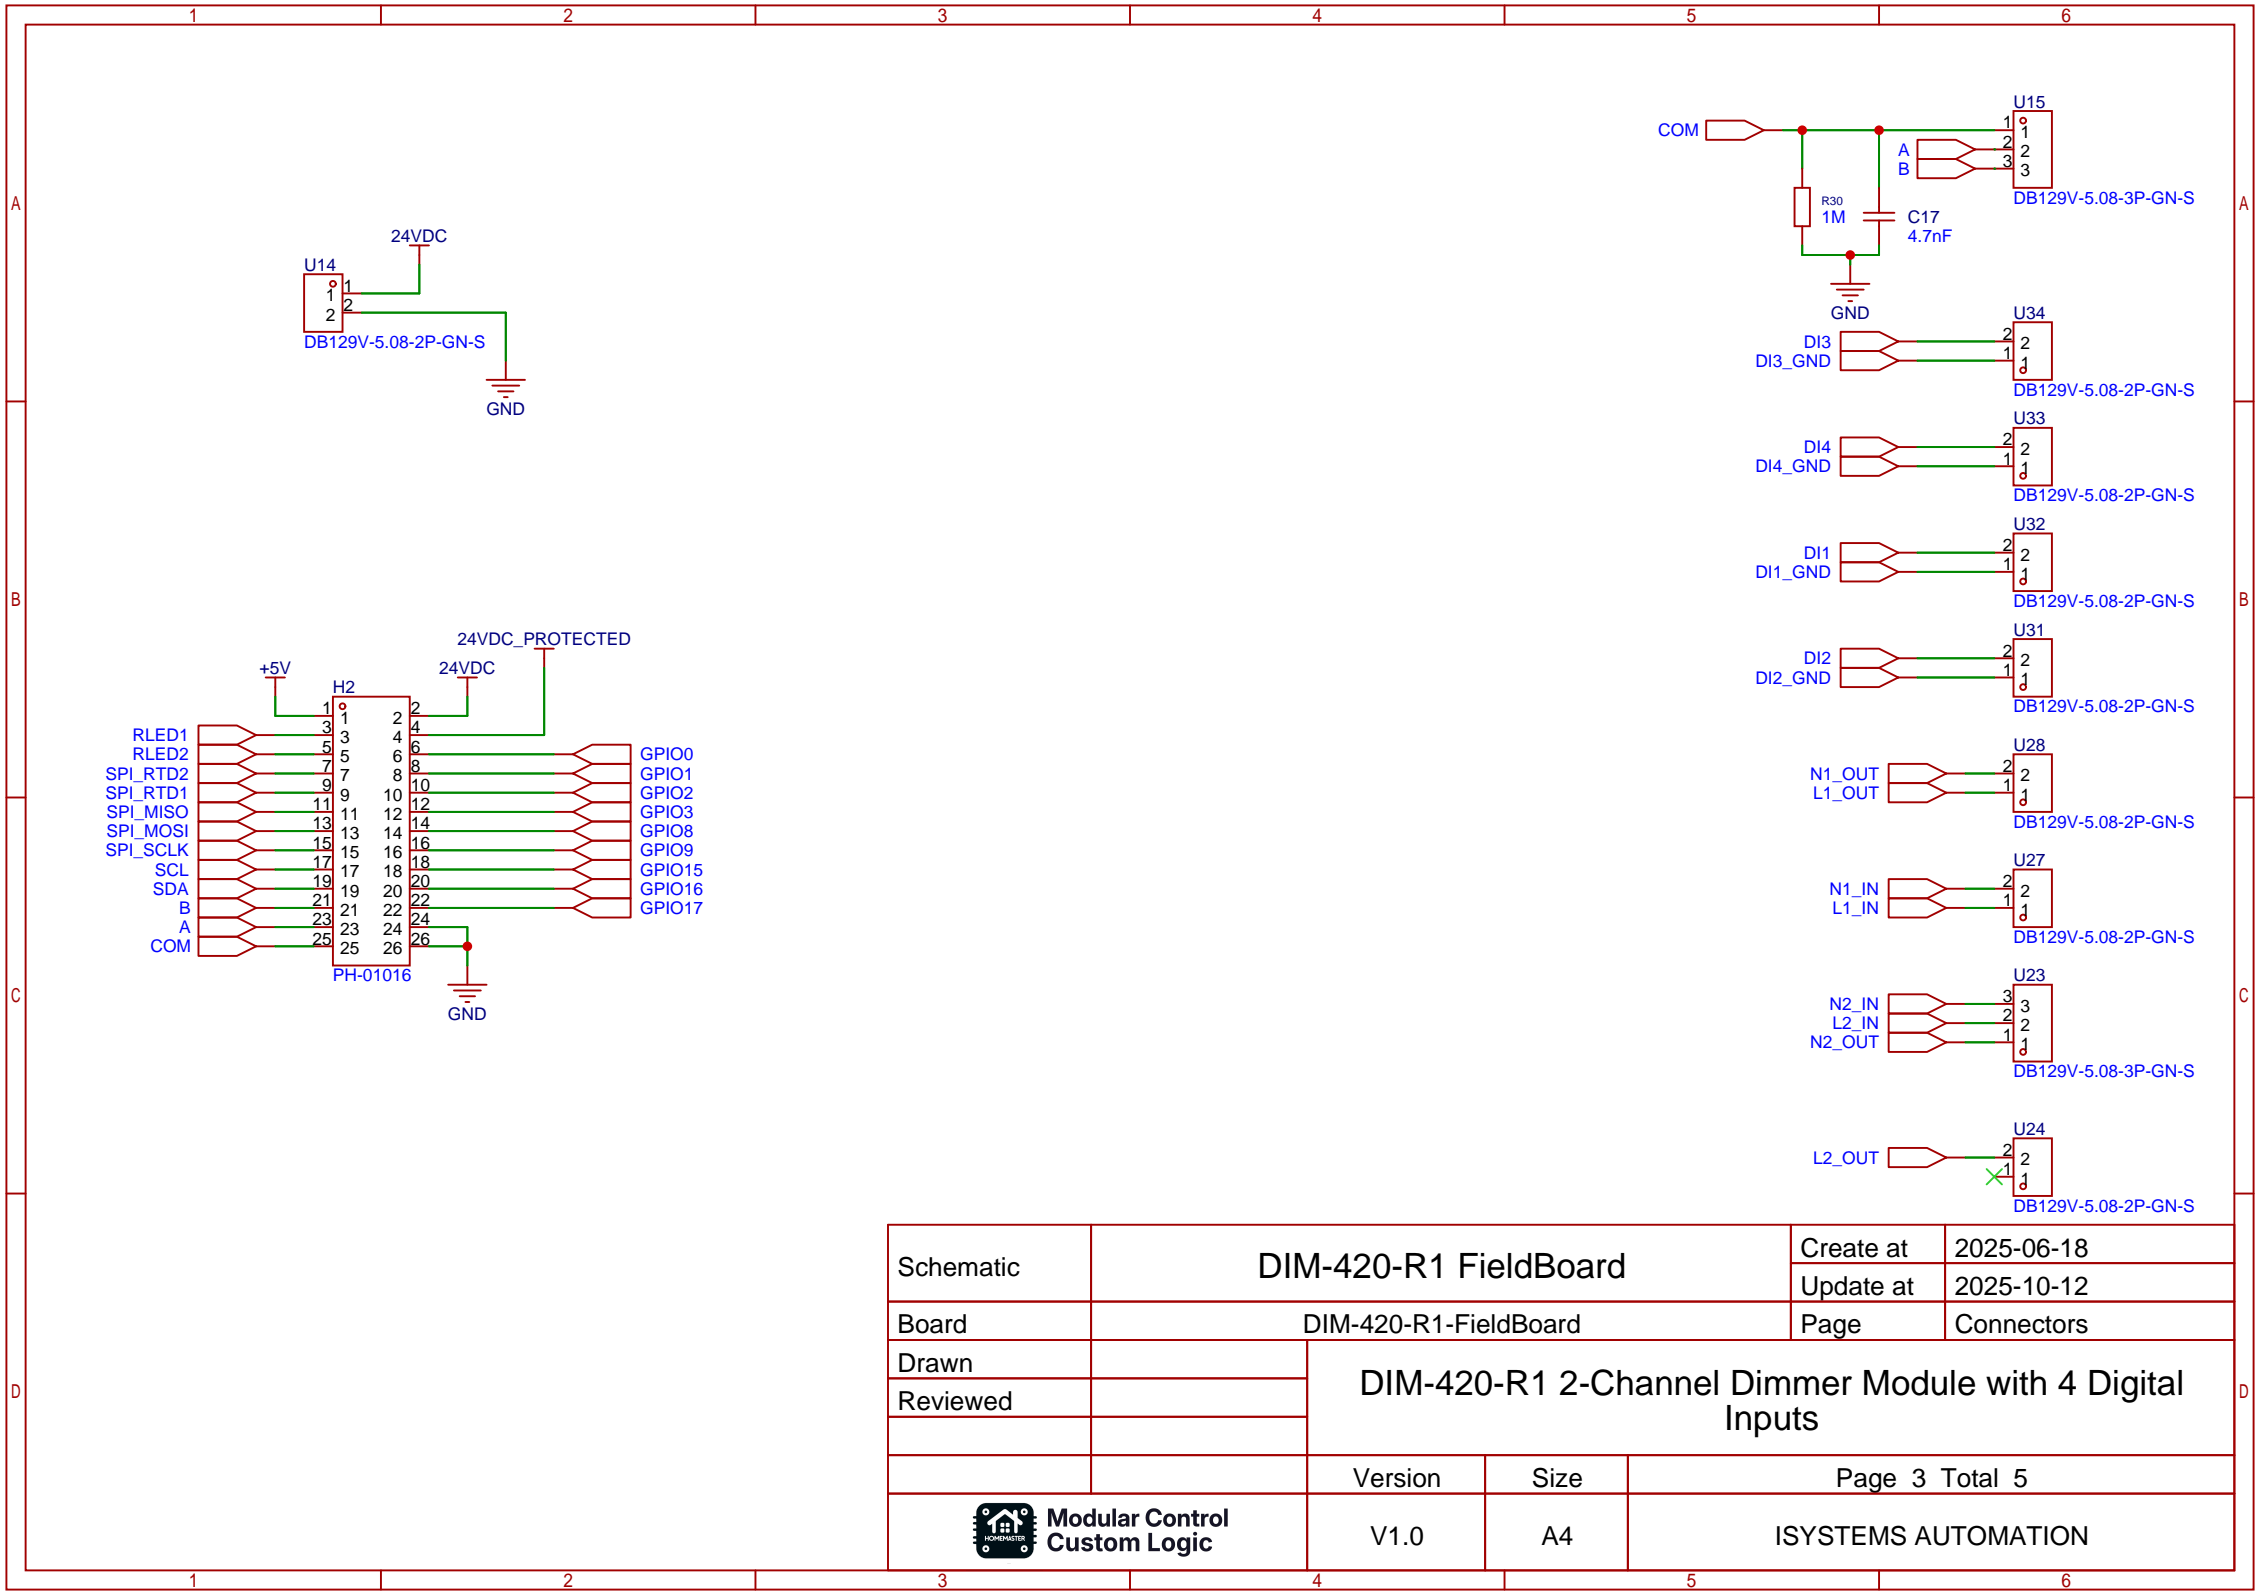 1 2 3 4 5 6
A
B
C
D
A
B
C
D
24VDC
U14
1
1
2
2
DB129V-5.08-2P-GN-S
GND
24VDC_PROTECTED
+5V
24VDC
H2
1 1 2 2
RLED1 3 3 4 4
RLED2 5 5 6 6 GPIO0
SPI_RTD2 7 7 8 8 GPIO1
SPI_RTD1 9 9 10 10 GPIO2
SPI_MISO 11 11 12 12 GPIO3
SPI_MOSI 13 13 14 14 GPIO8
SPI_SCLK 15 15 16 16 GPIO9
SCL 17 17 18 18 GPIO15
SDA 19 19 20 20 GPIO16
B 21 21 22 22 GPIO17
A 23 23 24 24
COM 25 25 26 26
PH-01016
GND
U15
COM 1 1
A 2 2
B 3 3
DB129V-5.08-3P-GN-S
R30
1M
C17
4.7nF
GND
U34
DI3 2 2
DI3_GND 1 1
DB129V-5.08-2P-GN-S
U33
DI4 2 2
DI4_GND 1 1
DB129V-5.08-2P-GN-S
U32
DI1 2 2
DI1_GND 1 1
DB129V-5.08-2P-GN-S
U31
DI2 2 2
DI2_GND 1 1
DB129V-5.08-2P-GN-S
U28
N1_OUT 2 2
L1_OUT 1 1
DB129V-5.08-2P-GN-S
U27
N1_IN 2 2
L1_IN 1 1
DB129V-5.08-2P-GN-S
U23
N2_IN 3 3
L2_IN 2 2
N2_OUT 1 1
DB129V-5.08-3P-GN-S
U24
L2_OUT 2 2
1 1
DB129V-5.08-2P-GN-S
Schematic DIM-420-R1 FieldBoard Create at 2025-06-18
Update at 2025-10-12
Board DIM-420-R1-FieldBoard Page Connectors
Drawn
Reviewed
DIM-420-R1 2-Channel Dimmer Module with 4 Digital
Inputs
Version Size Page 3 Total 5
HOMEMASTER
Modular Control
Custom Logic
V1.0 A4 ISYSTEMS AUTOMATION
1 2 3 4 5 6